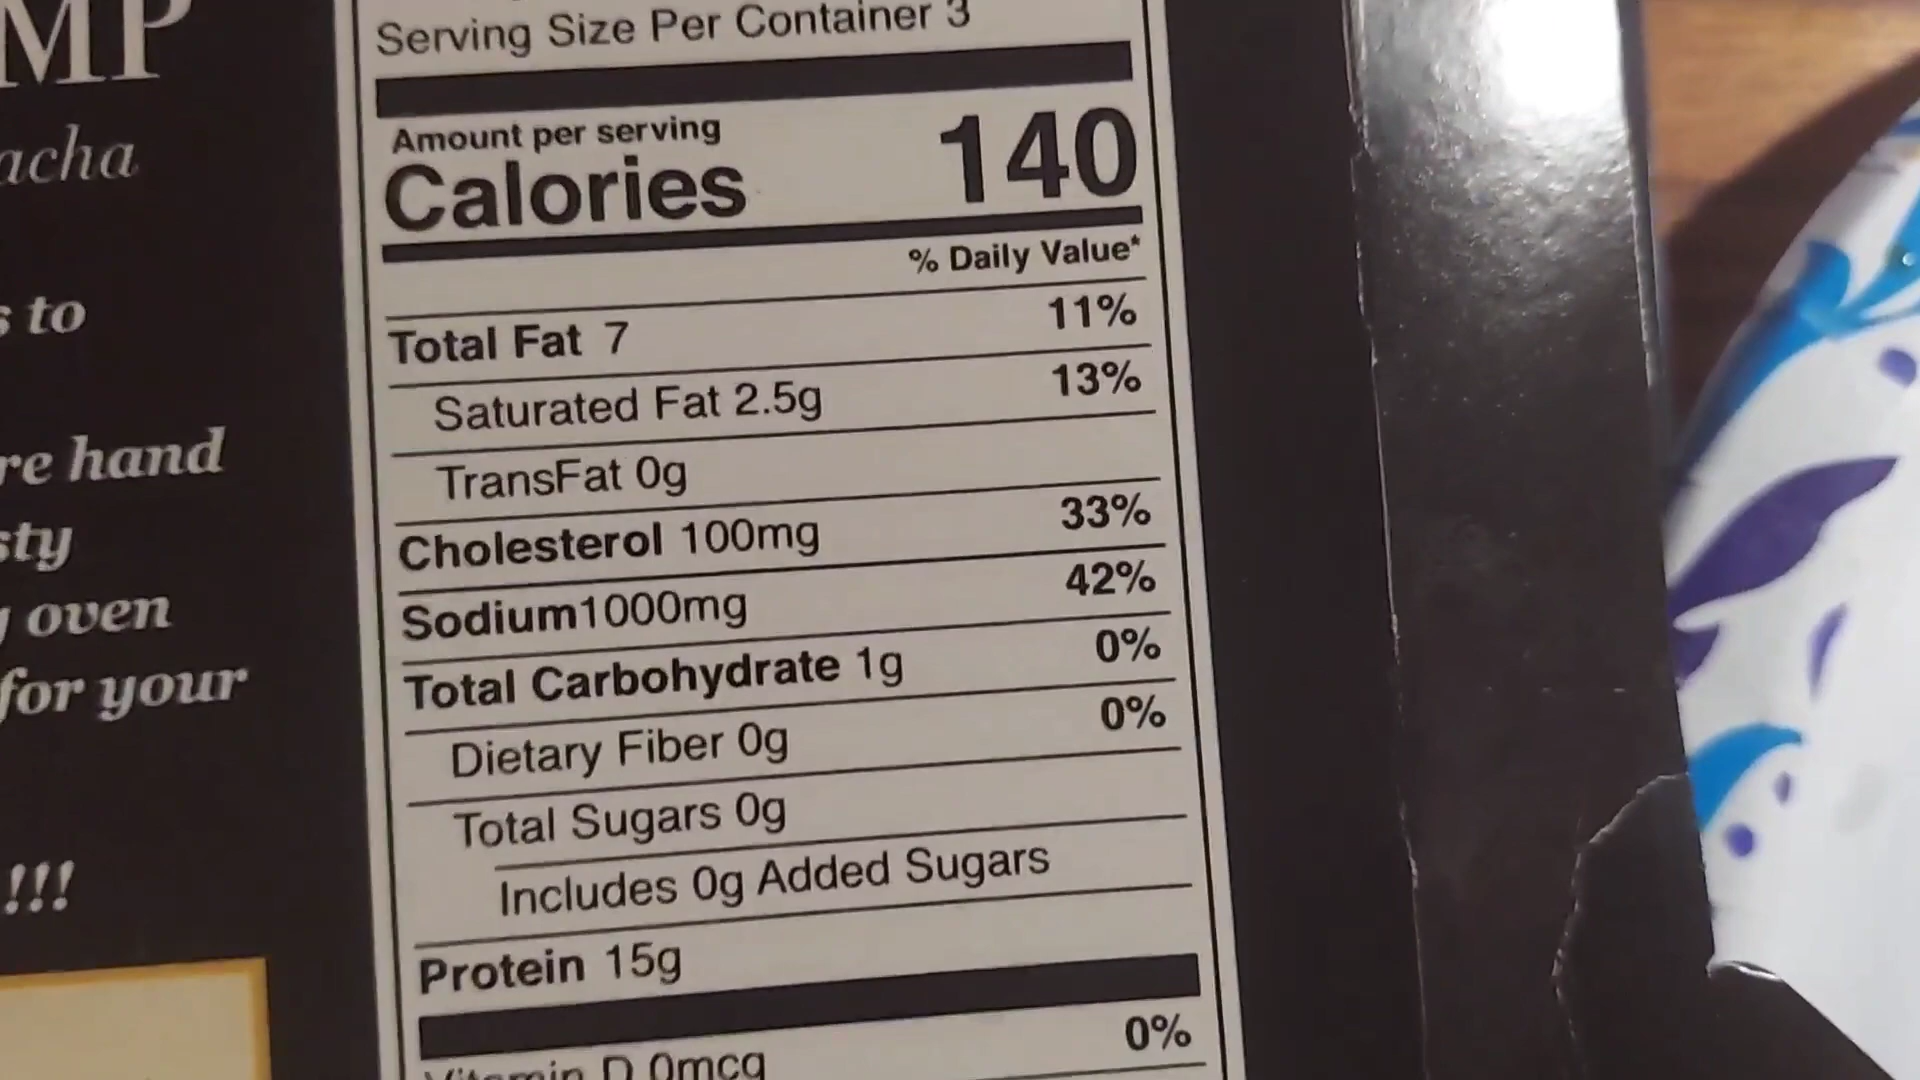 MP
acha
s to
re hand
sty
oven
for your
!!!
Serving Size Per Container 3
Amount per serving
Calories 140
% Daily Value*
Total Fat 7 11%
Saturated Fat 2.5g 13%
TransFat 0g
Cholesterol 100mg 33%
Sodium1000mg 42%
Total Carbohydrate 1g 0%
Dietary Fiber 0g 0%
Total Sugars 0g
Includes 0g Added Sugars
Protein 15g
Vitamin D 0mcg 0%